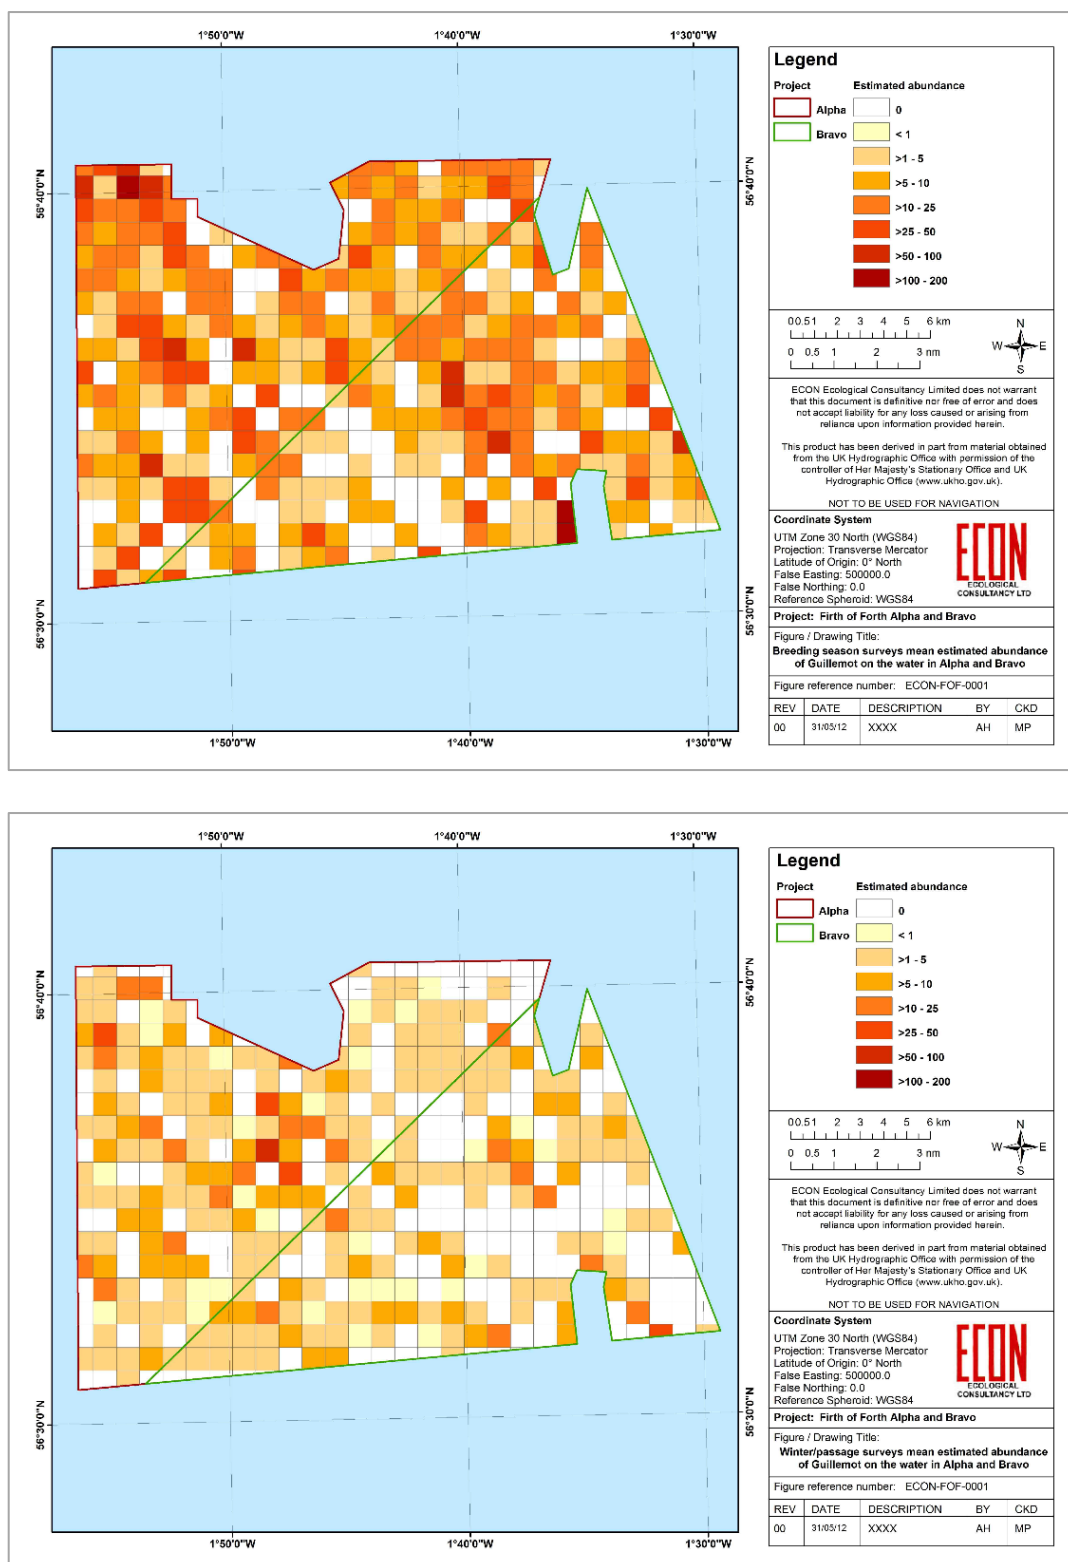 1°50'0"W 1°40'0"W 1°30'0"W
56°40'0"N 56°40'0"N
56°30'0"N 56°30'0"N
1°50'0"W 1°40'0"W 1°30'0"W
Legend
Project Estimated abundance
Alpha 0
Bravo < 1
>1 - 5
>5 - 10
>10 - 25
>25 - 50
>50 - 100
>100 - 200
0 0.5 1 2 3 4 5 6 km
0 0.5 1 2 3 nm
N
W E
S
ECON Ecological Consultancy Limited does not warrant
that this document is definitive nor free of error and does
not accept liability for any loss caused or arising from
reliance upon information provided herein.
This product has been derived in part from material obtained
from the UK Hydrographic Office with permission of the
controller of Her Majesty's Stationary Office and UK
Hydrographic Office (www.ukho.gov.uk).
NOT TO BE USED FOR NAVIGATION
Coordinate System
UTM Zone 30 North (WGS84)
Projection: Transverse Mercator
Latitude of Origin: 0° North
False Easting: 500000.0
False Northing: 0.0
Reference Spheroid: WGS84
ECON
ECOLOGICAL
CONSULTANCY LTD
Project: Firth of Forth Alpha and Bravo
Figure / Drawing Title:
Breeding season surveys mean estimated abundance
of Guillemot on the water in Alpha and Bravo
Figure reference number: ECON-FOF-0001
REV DATE DESCRIPTION BY CKD
00 31/05/12 XXXX AH MP
1°50'0"W 1°40'0"W 1°30'0"W
56°40'0"N 56°40'0"N
56°30'0"N 56°30'0"N
1°50'0"W 1°40'0"W 1°30'0"W
Legend
Project Estimated abundance
Alpha 0
Bravo < 1
>1 - 5
>5 - 10
>10 - 25
>25 - 50
>50 - 100
>100 - 200
0 0.5 1 2 3 4 5 6 km
0 0.5 1 2 3 nm
N
W E
S
ECON Ecological Consultancy Limited does not warrant
that this document is definitive nor free of error and does
not accept liability for any loss caused or arising from
reliance upon information provided herein.
This product has been derived in part from material obtained
from the UK Hydrographic Office with permission of the
controller of Her Majesty's Stationary Office and UK
Hydrographic Office (www.ukho.gov.uk).
NOT TO BE USED FOR NAVIGATION
Coordinate System
UTM Zone 30 North (WGS84)
Projection: Transverse Mercator
Latitude of Origin: 0° North
False Easting: 500000.0
False Northing: 0.0
Reference Spheroid: WGS84
ECON
ECOLOGICAL
CONSULTANCY LTD
Project: Firth of Forth Alpha and Bravo
Figure / Drawing Title:
Winter/passage surveys mean estimated abundance
of Guillemot on the water in Alpha and Bravo
Figure reference number: ECON-FOF-0001
REV DATE DESCRIPTION BY CKD
00 31/05/12 XXXX AH MP